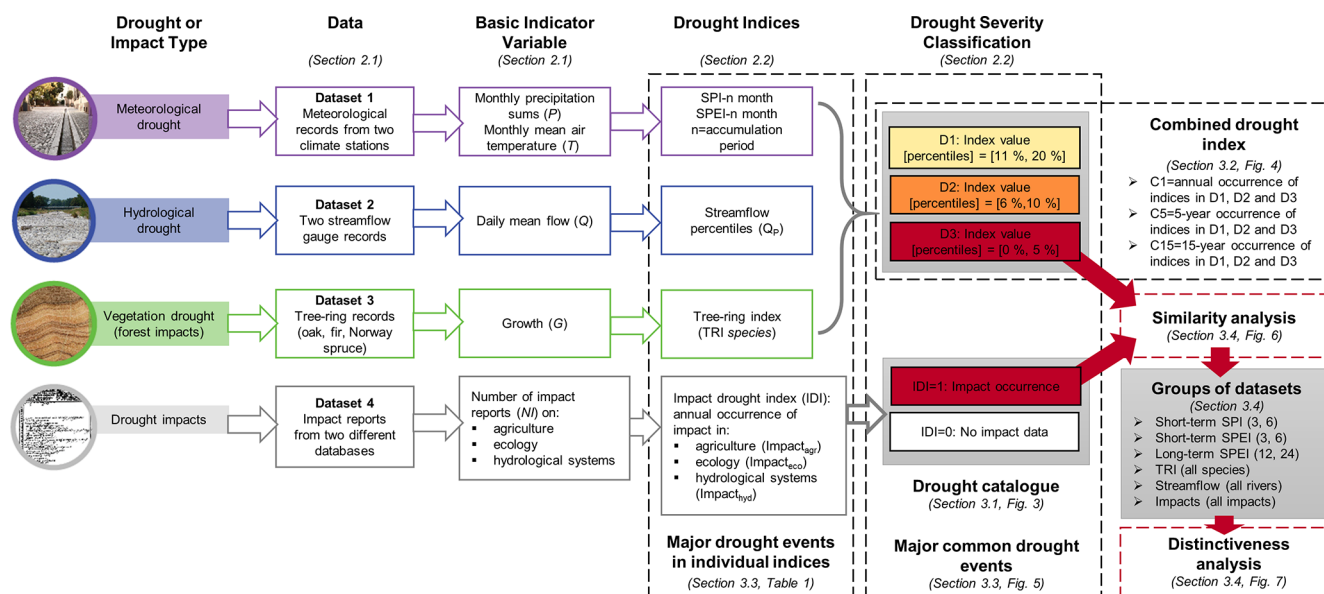 Drought or
Impact Type
Data
(Section 2.1)
Basic Indicator
Variable
(Section 2.1)
Drought Indices
(Section 2.2)
Drought Severity
Classification
(Section 2.2)
Meteorological
drought
Dataset 1
Meteorological
records from two
climate stations
Monthly precipitation
sums (P)
Monthly mean air
temperature (T)
SPI-n month
SPEI-n month
n=accumulation
period
Hydrological
drought
Dataset 2
Two streamflow
gauge records
Daily mean flow (Q)
Streamflow
percentiles (QP)
Vegetation drought
(forest impacts)
Dataset 3
Tree-ring records
(oak, fir, Norway
spruce)
Growth (G)
Tree-ring index
(TRI species)
Drought impacts
Dataset 4
Impact reports
from two different
databases
Number of impact
reports (NI) on:
▪ agriculture
▪ ecology
▪ hydrological systems
Impact drought index (IDI):
annual occurrence of
impact in:
▪ agriculture (Impactagr)
▪ ecology (Impacteco)
▪ hydrological systems
(Impacthyd)
Major drought events
in individual indices
(Section 3.3, Table 1)
D1: Index value
[percentiles] = [11 %, 20 %]
D2: Index value
[percentiles] = [6 %,10 %]
D3: Index value
[percentiles] = [0 %, 5 %]
IDI=1: Impact occurrence
IDI=0: No impact data
Drought catalogue
(Section 3.1, Fig. 3)
Major common drought
events
(Section 3.3, Fig. 5)
Combined drought
index
(Section 3.2, Fig. 4)
➢ C1=annual occurrence of
indices in D1, D2 and D3
➢ C5=5-year occurrence of
indices in D1, D2 and D3
➢ C15=15-year occurrence of
indices in D1, D2 and D3
Similarity analysis
(Section 3.4, Fig. 6)
Groups of datasets
(Section 3.4)
➢ Short-term SPI (3, 6)
➢ Short-term SPEI (3, 6)
➢ Long-term SPEI (12, 24)
➢ TRI (all species)
➢ Streamflow (all rivers)
➢ Impacts (all impacts)
Distinctiveness
analysis
(Section 3.4, Fig. 7)